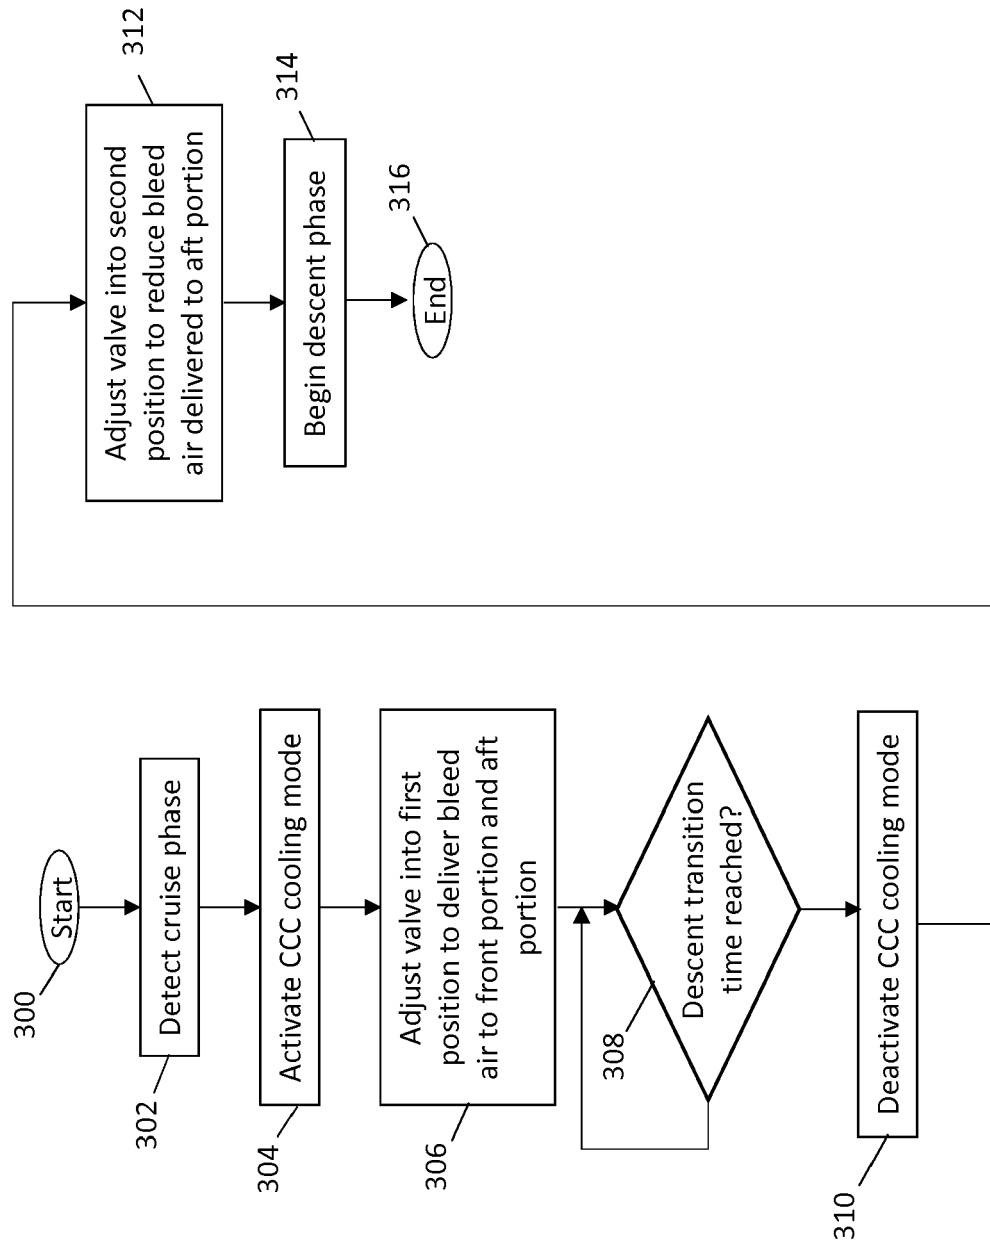 300
Start
302
Detect cruise phase
304
Activate CCC cooling mode
306
Adjust valve into first
position to deliver bleed
air to front portion and aft
portion
308
Descent transition
time reached?
310
Deactivate CCC cooling mode
312
Adjust valve into second
position to reduce bleed
air delivered to aft portion
314
Begin descent phase
316
End